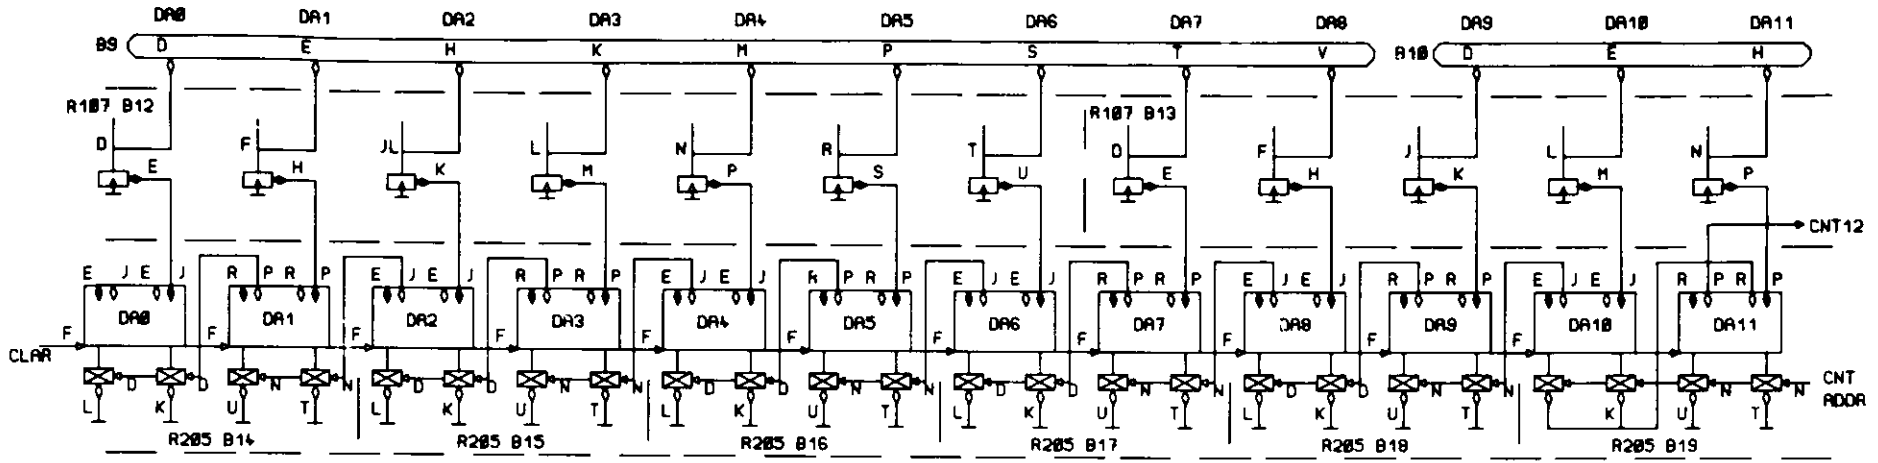 DA0 DA1 DA2 DA3 DA4 DA5 DA6 DA7 DA8 DA9 DA10 DA11
B9 D E H K M P S T V B10 D E H
R107 B12 R107 B13
D F JL L N R T D F J L N
E H K M P S U E H K M P
CNT12
E J E J R P R P E J E J R P R P E J E J R P R P E J E J R P R P E J E J R P R P E J E J R P R P
DA0 DA1 DA2 DA3 DA4 DA5 DA6 DA7 DA8 DA9 DA10 DA11
F F F F F F F F F F F F
CLAR
D D N N D D N N D D N N D D N N D D N N N N
CNT
ADDR
L K U T L K U T L K U T L K U T L K U T K U T
R205 B14 R205 B15 R205 B16 R205 B17 R205 B18 R205 B19